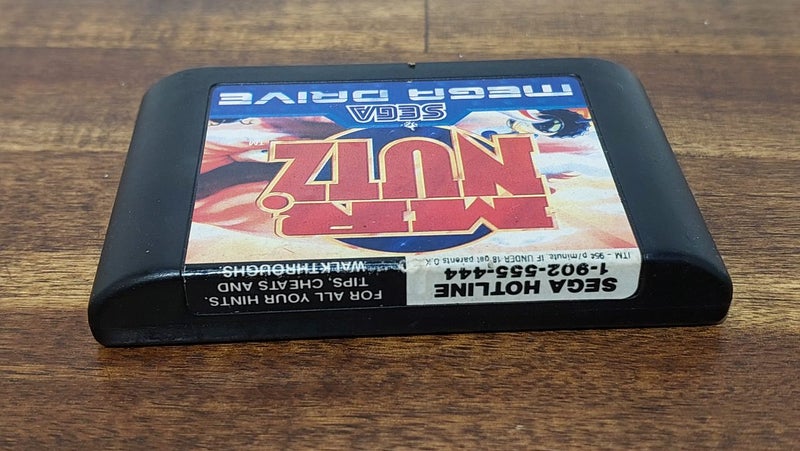 MEGA DRIVE
SEGA
MR
NUTZ
TM
SEGA HOTLINE
1-902-555-444
ITM - 95¢ p/minute. IF UNDER 18 get parents O.K.
FOR ALL YOUR HINTS,
TIPS, CHEATS AND
WALKTHROUGHS.